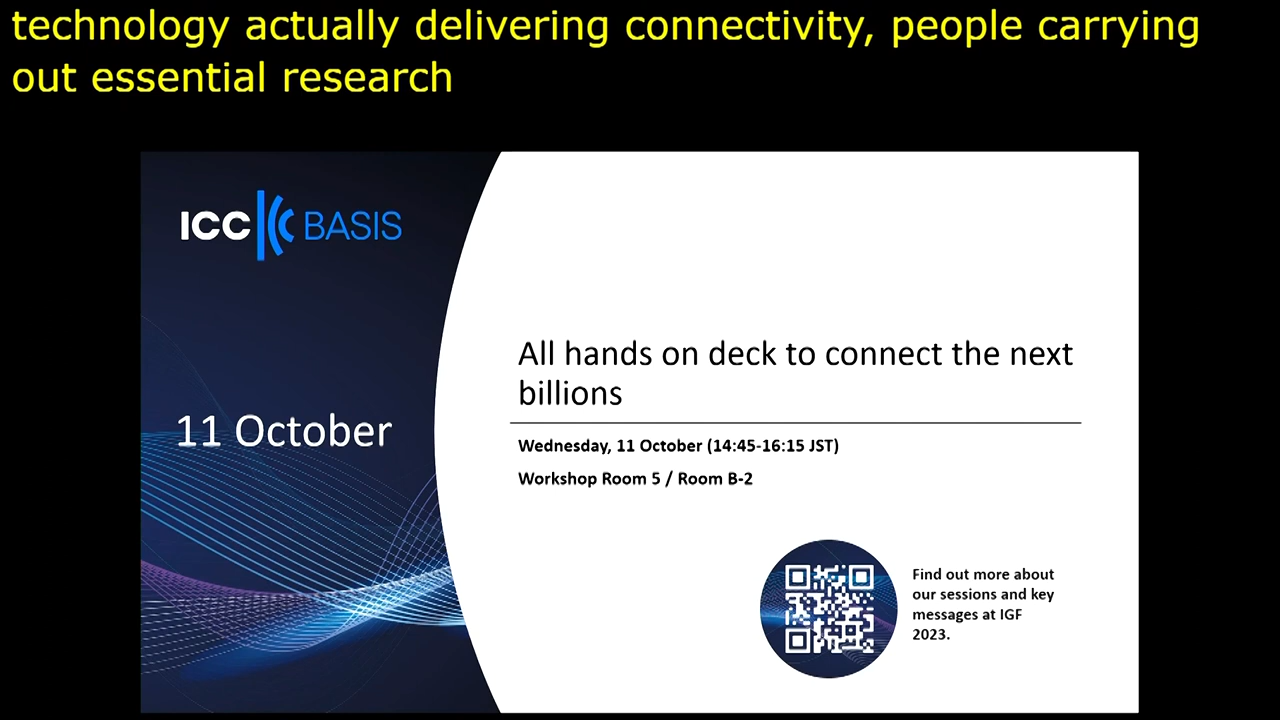 technology actually delivering connectivity, people carrying
out essential research
ICC BASIS
11 October
All hands on deck to connect the next
billions
Wednesday, 11 October (14:45-16:15 JST)
Workshop Room 5 / Room B-2
Find out more about
our sessions and key
messages at IGF
2023.